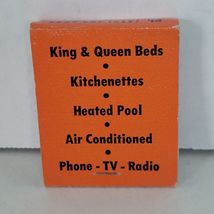 King & Queen Beds
•
Kitchenettes
•
Heated Pool
•
Air Conditioned
•
Phone - TV - Radio